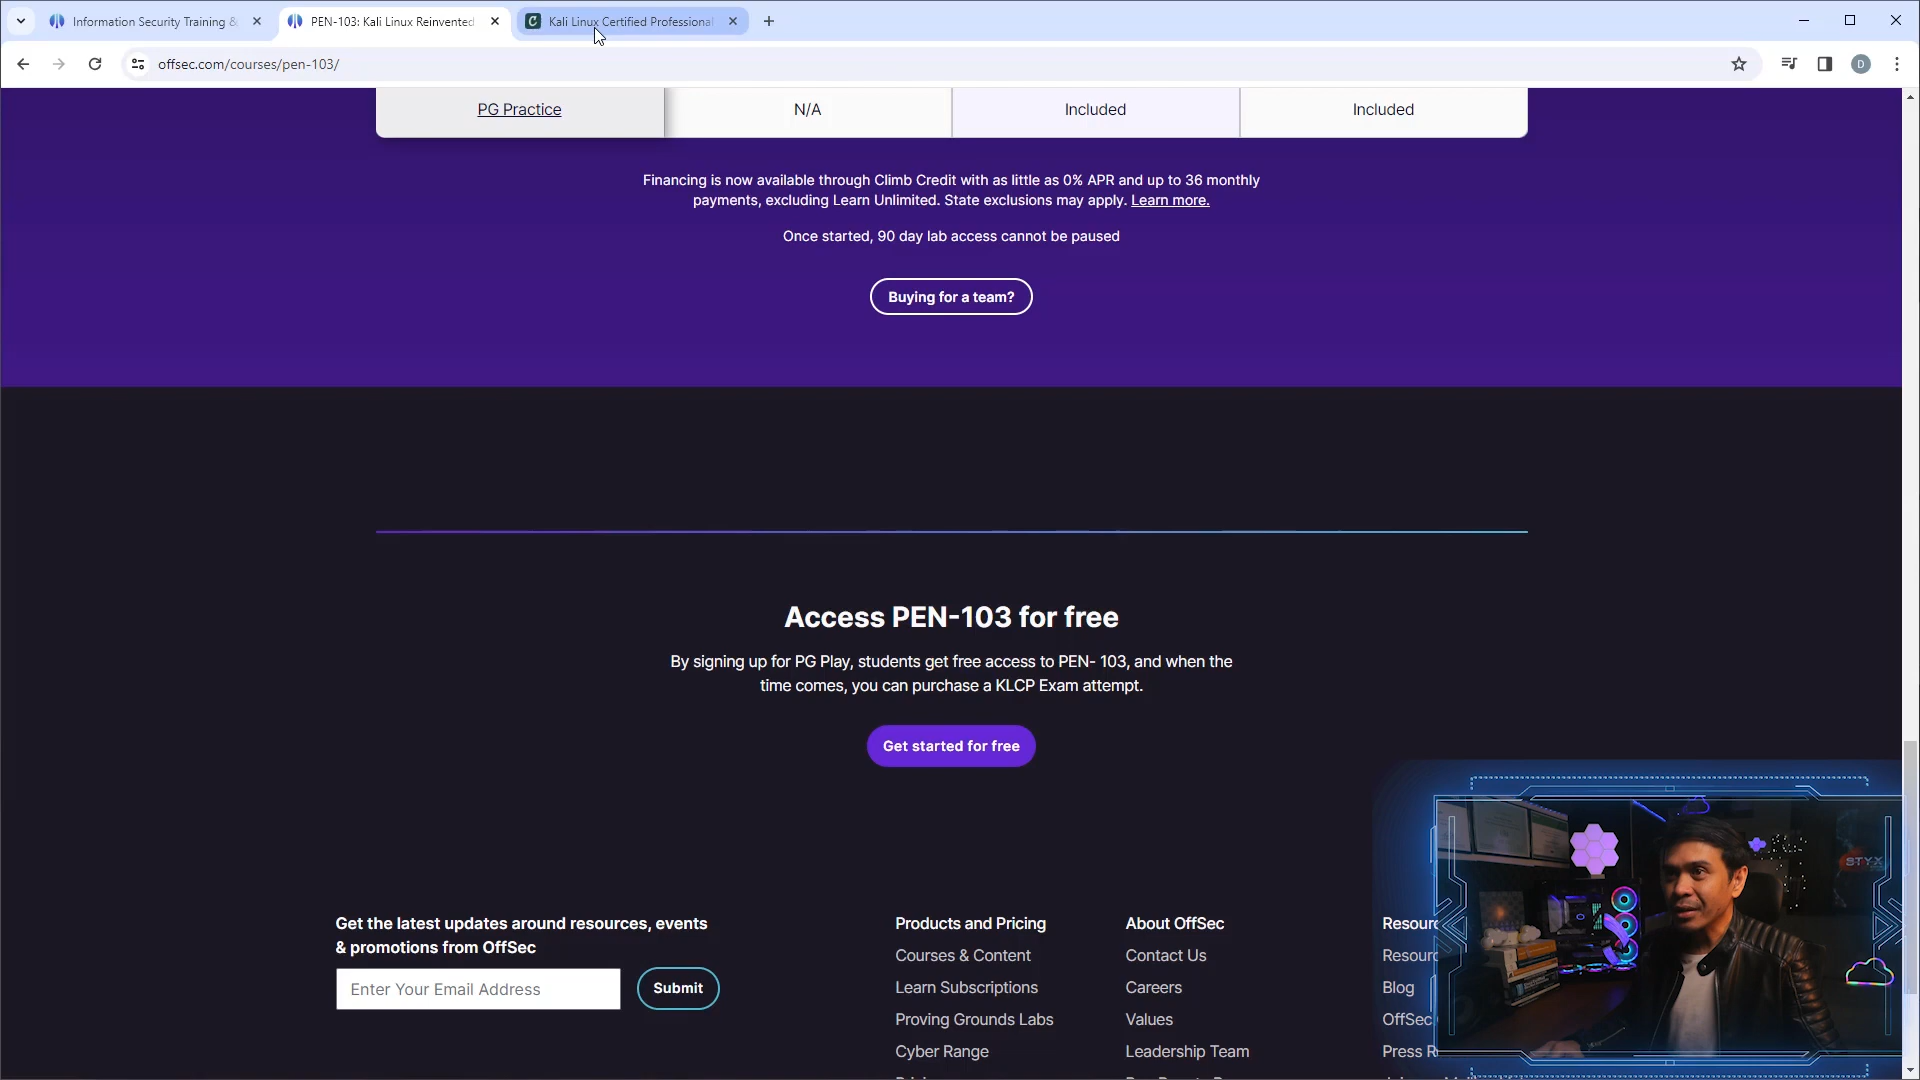 Information Security Training &
PEN-103: Kali Linux Reinvented
Kali Linux Certified Professional
offsec.com/courses/pen-103/
D
PG Practice
N/A
Included
Included
Financing is now available through Climb Credit with as little as 0% APR and up to 36 monthly
payments, excluding Learn Unlimited. State exclusions may apply. Learn more.
Once started, 90 day lab access cannot be paused
Buying for a team?
Access PEN-103 for free
By signing up for PG Play, students get free access to PEN- 103, and when the
time comes, you can purchase a KLCP Exam attempt.
Get started for free
Get the latest updates around resources, events
& promotions from OffSec
Enter Your Email Address
Submit
Products and Pricing
Courses & Content
Learn Subscriptions
Proving Grounds Labs
Cyber Range
About OffSec
Contact Us
Careers
Values
Leadership Team
Resourc
Resourc
Blog
OffSec
Press R
STYX